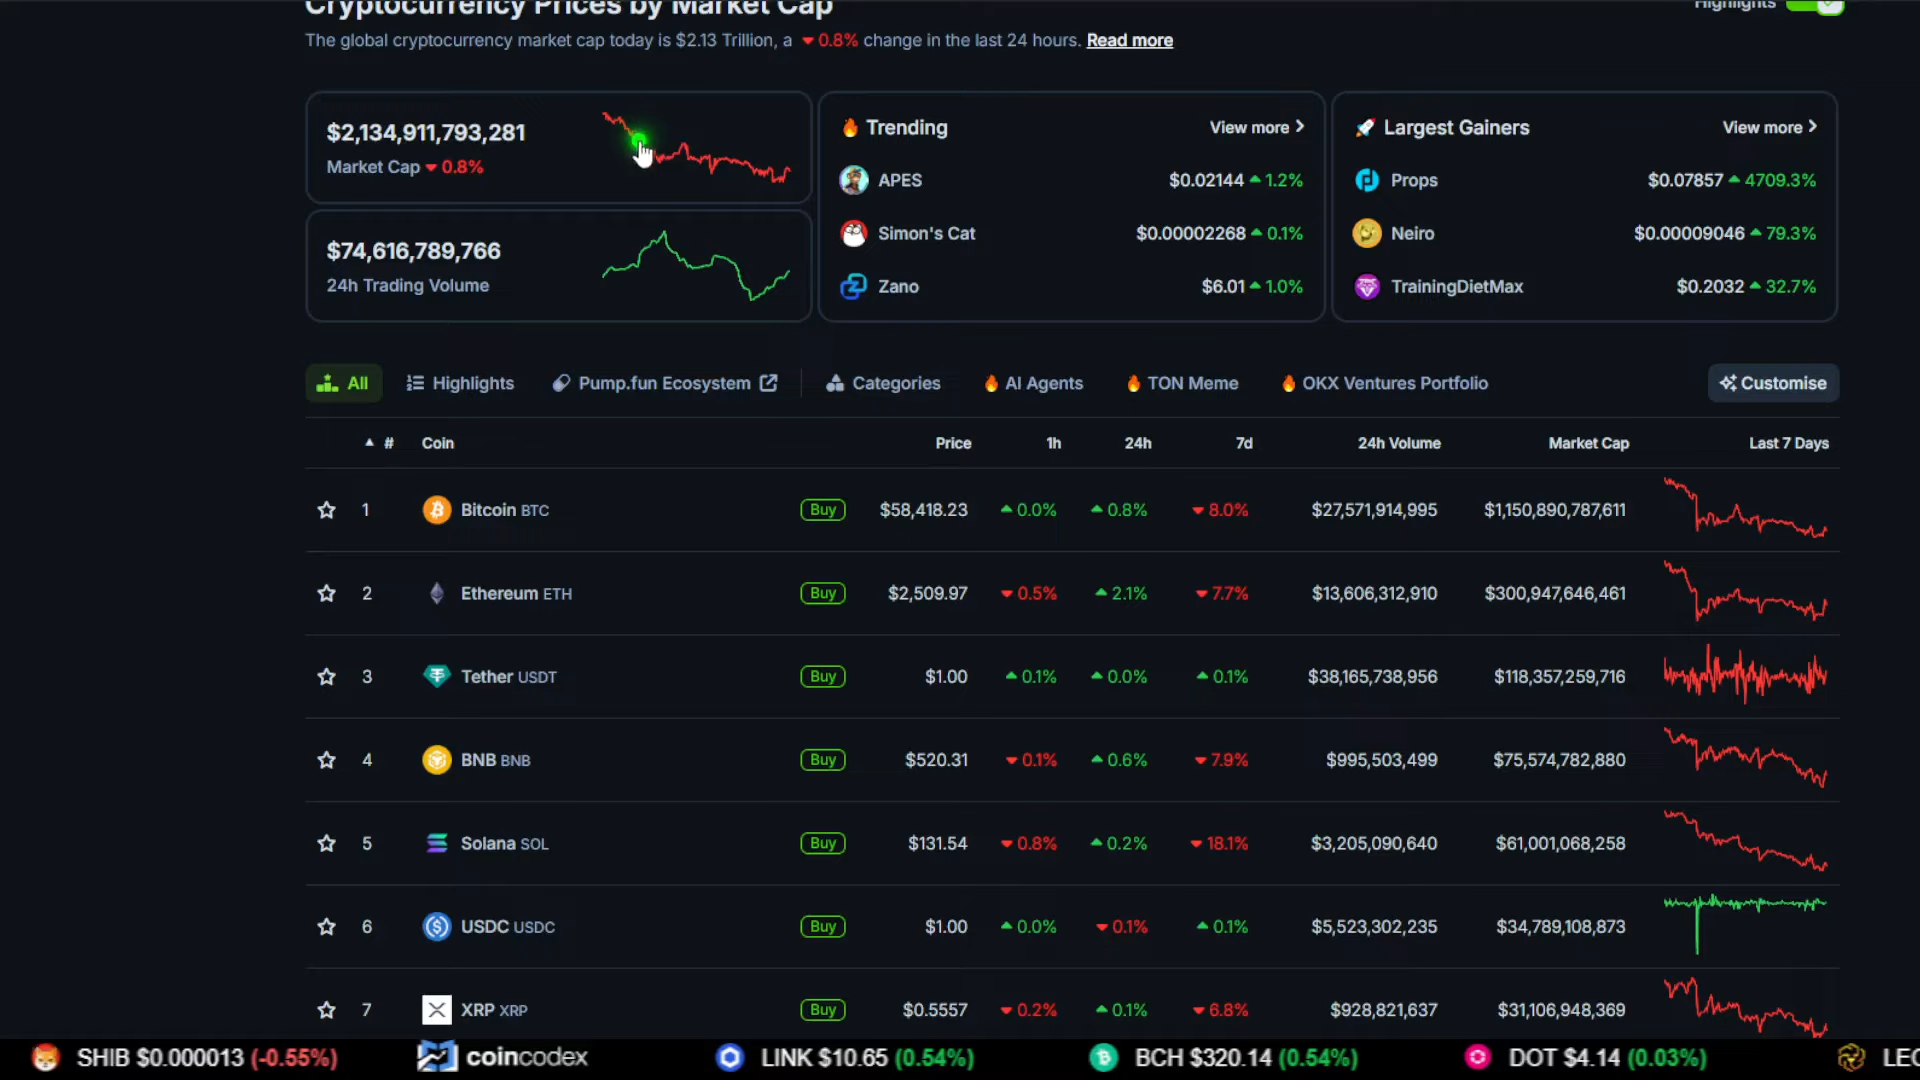 Cryptocurrency Prices by Market Cap
Highlights
The global cryptocurrency market cap today is $2.13 Trillion, a 0.8% change in the last 24 hours. Read more
$2,134,911,793,281
Market Cap 0.8%
$74,616,789,766
24h Trading Volume
Trending View more
APES $0.02144 1.2%
Simon's Cat $0.00002268 0.1%
Zano $6.01 1.0%
Largest Gainers View more
Props $0.07857 4709.3%
Neiro $0.00009046 79.3%
TrainingDietMax $0.2032 32.7%
All Highlights Pump.fun Ecosystem Categories AI Agents TON Meme OKX Ventures Portfolio Customise
# Coin Price 1h 24h 7d 24h Volume Market Cap Last 7 Days
1 Bitcoin BTC Buy $58,418.23 0.0% 0.8% 8.0% $27,571,914,995 $1,150,890,787,611
2 Ethereum ETH Buy $2,509.97 0.5% 2.1% 7.7% $13,606,312,910 $300,947,646,461
3 Tether USDT Buy $1.00 0.1% 0.0% 0.1% $38,165,738,956 $118,357,259,716
4 BNB BNB Buy $520.31 0.1% 0.6% 7.9% $995,503,499 $75,574,782,880
5 Solana SOL Buy $131.54 0.8% 0.2% 18.1% $3,205,090,640 $61,001,068,258
6 USDC USDC Buy $1.00 0.0% 0.1% 0.1% $5,523,302,235 $34,789,108,873
7 XRP XRP Buy $0.5557 0.2% 0.1% 6.8% $928,821,637 $31,106,948,369
SHIB $0.000013 (-0.55%) coincodex LINK $10.65 (0.54%) BCH $320.14 (0.54%) DOT $4.14 (0.03%)